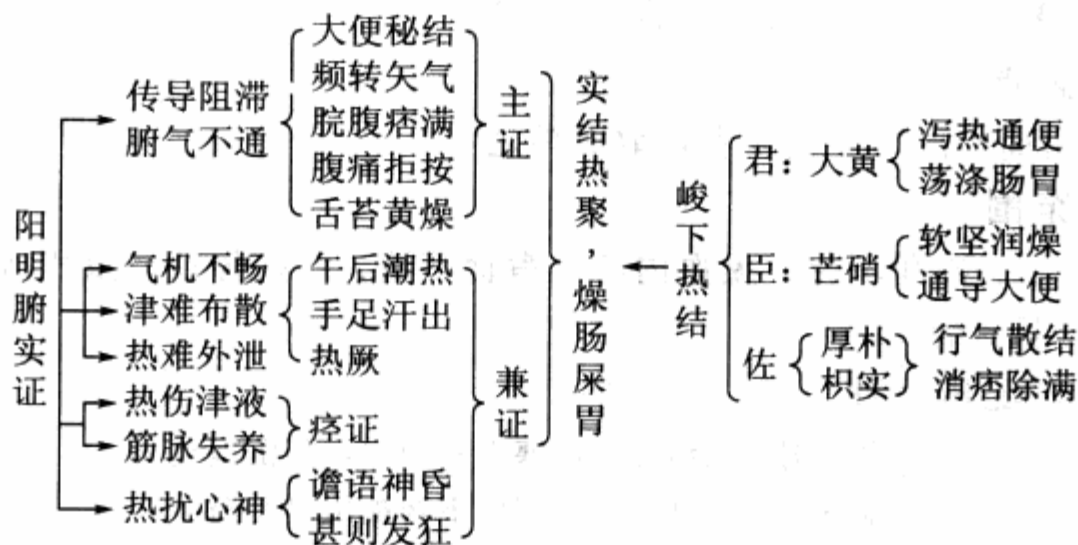 阳明腑实证
传导阻滞
腑气不通
大便秘结
频转矢气
脘腹痞满
腹痛拒按
舌苔黄燥
主证
气机不畅
津难布散
热难外泄
午后潮热
手足汗出
热厥
热伤津液
筋脉失养
痉证
热扰心神
谵语神昏
甚则发狂
兼证
实结热聚，燥肠屎胃
峻下热结
君：大黄
泻热通便
荡涤肠胃
臣：芒硝
软坚润燥
通导大便
佐
厚朴
枳实
行气散结
消痞除满